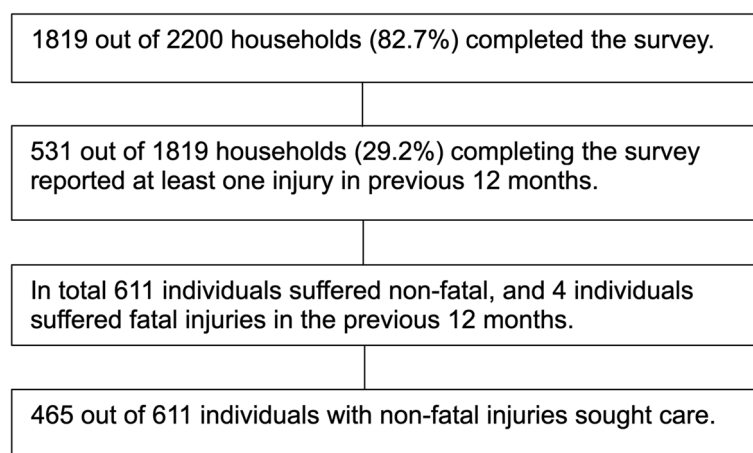 1819 out of 2200 households (82.7%) completed the survey.
531 out of 1819 households (29.2%) completing the survey
reported at least one injury in previous 12 months.
In total 611 individuals suffered non-fatal, and 4 individuals
suffered fatal injuries in the previous 12 months.
465 out of 611 individuals with non-fatal injuries sought care.